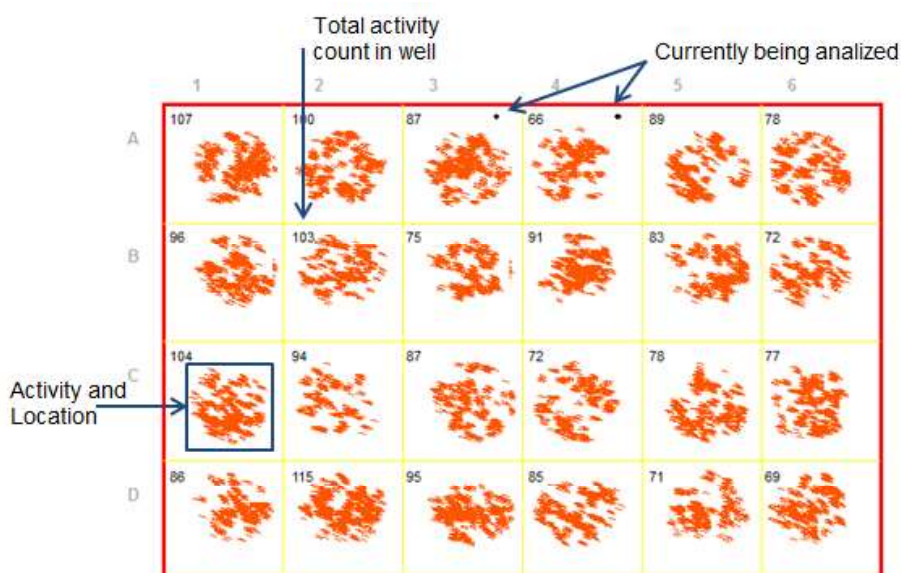 Total activity
count in well
Currently being analized
1 2 3 4 5 6
A
107 100 87 66 89 78
B
96 103 75 91 83 72
C
104 94 87 72 78 77
Activity and
Location
D
86 115 95 85 71 69